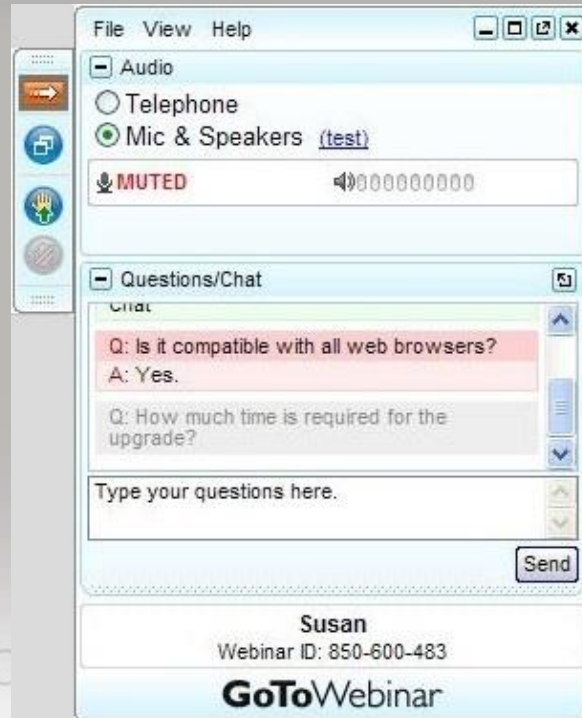 File View Help
Audio
Telephone
Mic & Speakers (test)
MUTED
Questions/Chat
Chat
Q: Is it compatible with all web browsers?
A: Yes.
Q: How much time is required for the
upgrade?
Type your questions here.
Send
Susan
Webinar ID: 850-600-483
GoToWebinar